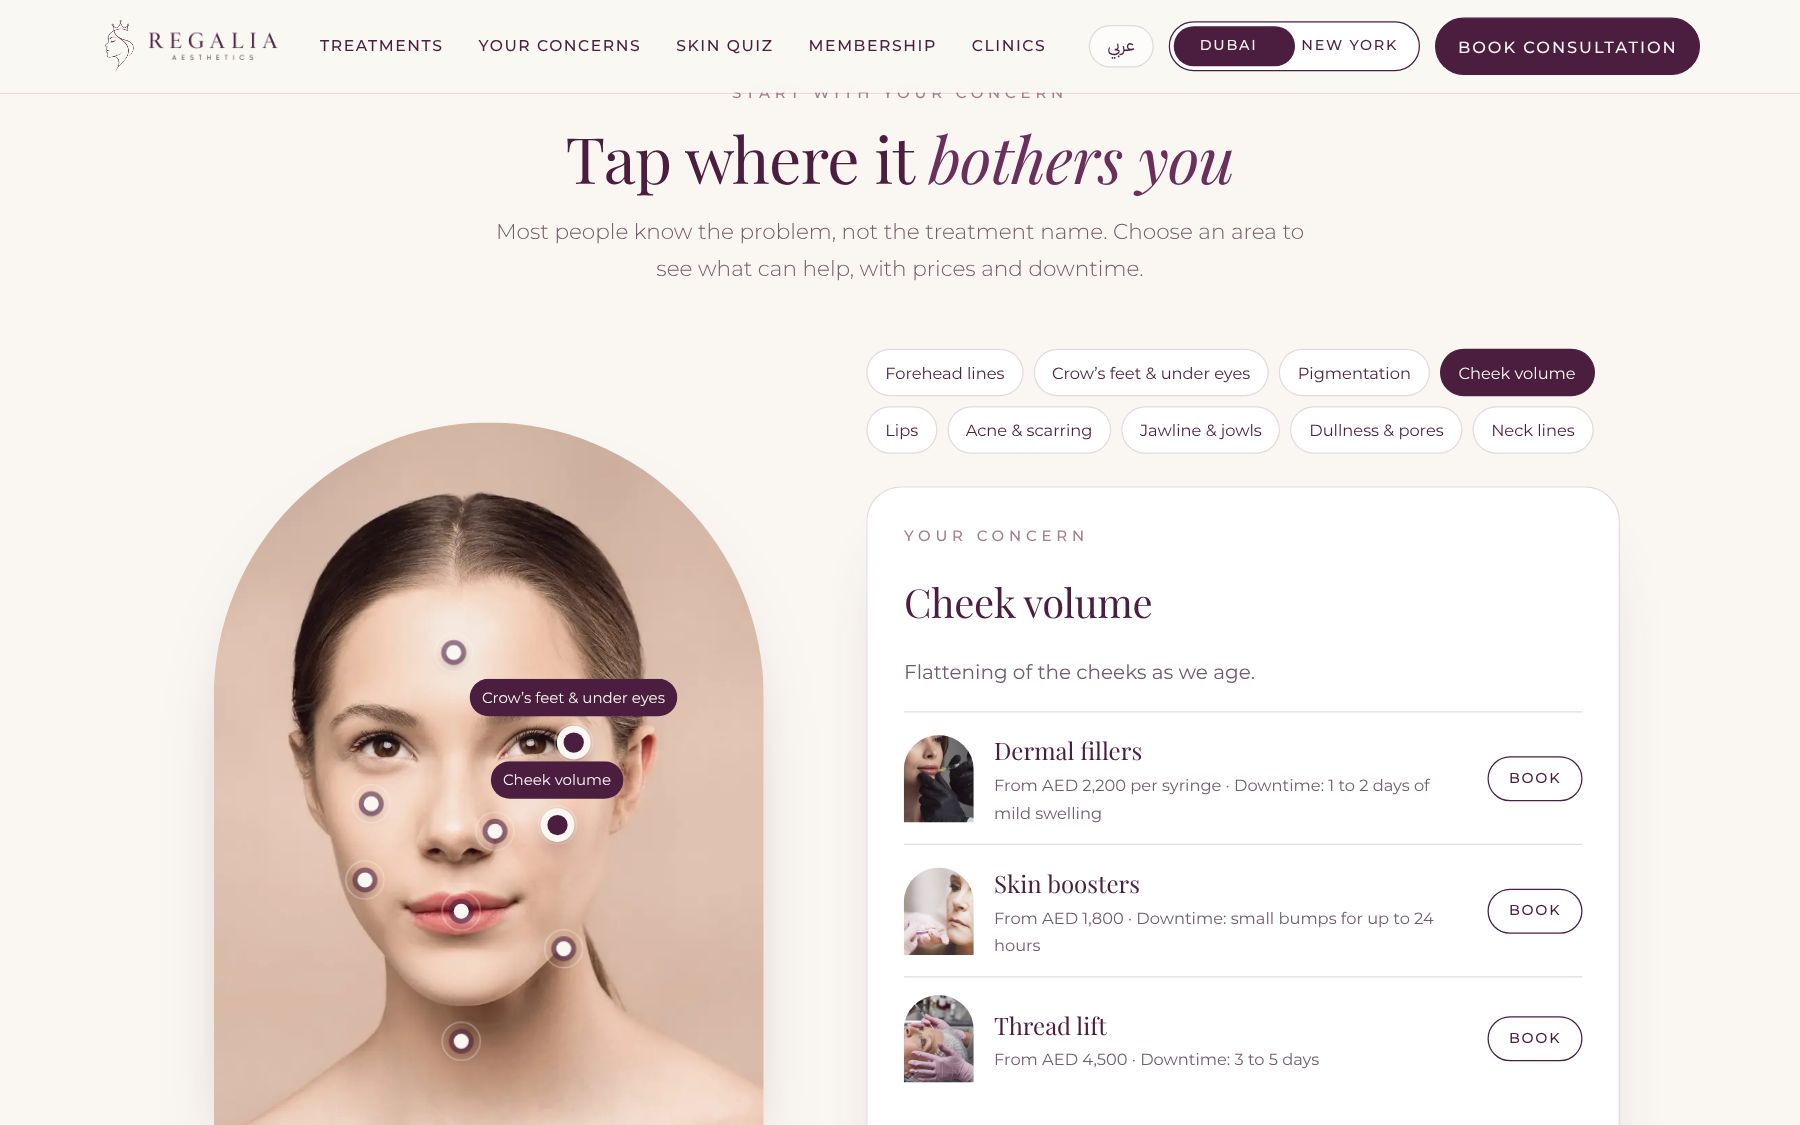 REGALIA
AESTHETICS
TREATMENTS
YOUR CONCERNS
SKIN QUIZ
MEMBERSHIP
CLINICS
عربي
DUBAI
NEW YORK
BOOK CONSULTATION
START WITH YOUR CONCERN
Tap where it bothers you
Most people know the problem, not the treatment name. Choose an area to
see what can help, with prices and downtime.
Forehead lines
Crow’s feet & under eyes
Pigmentation
Cheek volume
Lips
Acne & scarring
Jawline & jowls
Dullness & pores
Neck lines
Crow’s feet & under eyes
Cheek volume
YOUR CONCERN
Cheek volume
Flattening of the cheeks as we age.
Dermal fillers
From AED 2,200 per syringe · Downtime: 1 to 2 days of
mild swelling
BOOK
Skin boosters
From AED 1,800 · Downtime: small bumps for up to 24
hours
BOOK
Thread lift
From AED 4,500 · Downtime: 3 to 5 days
BOOK